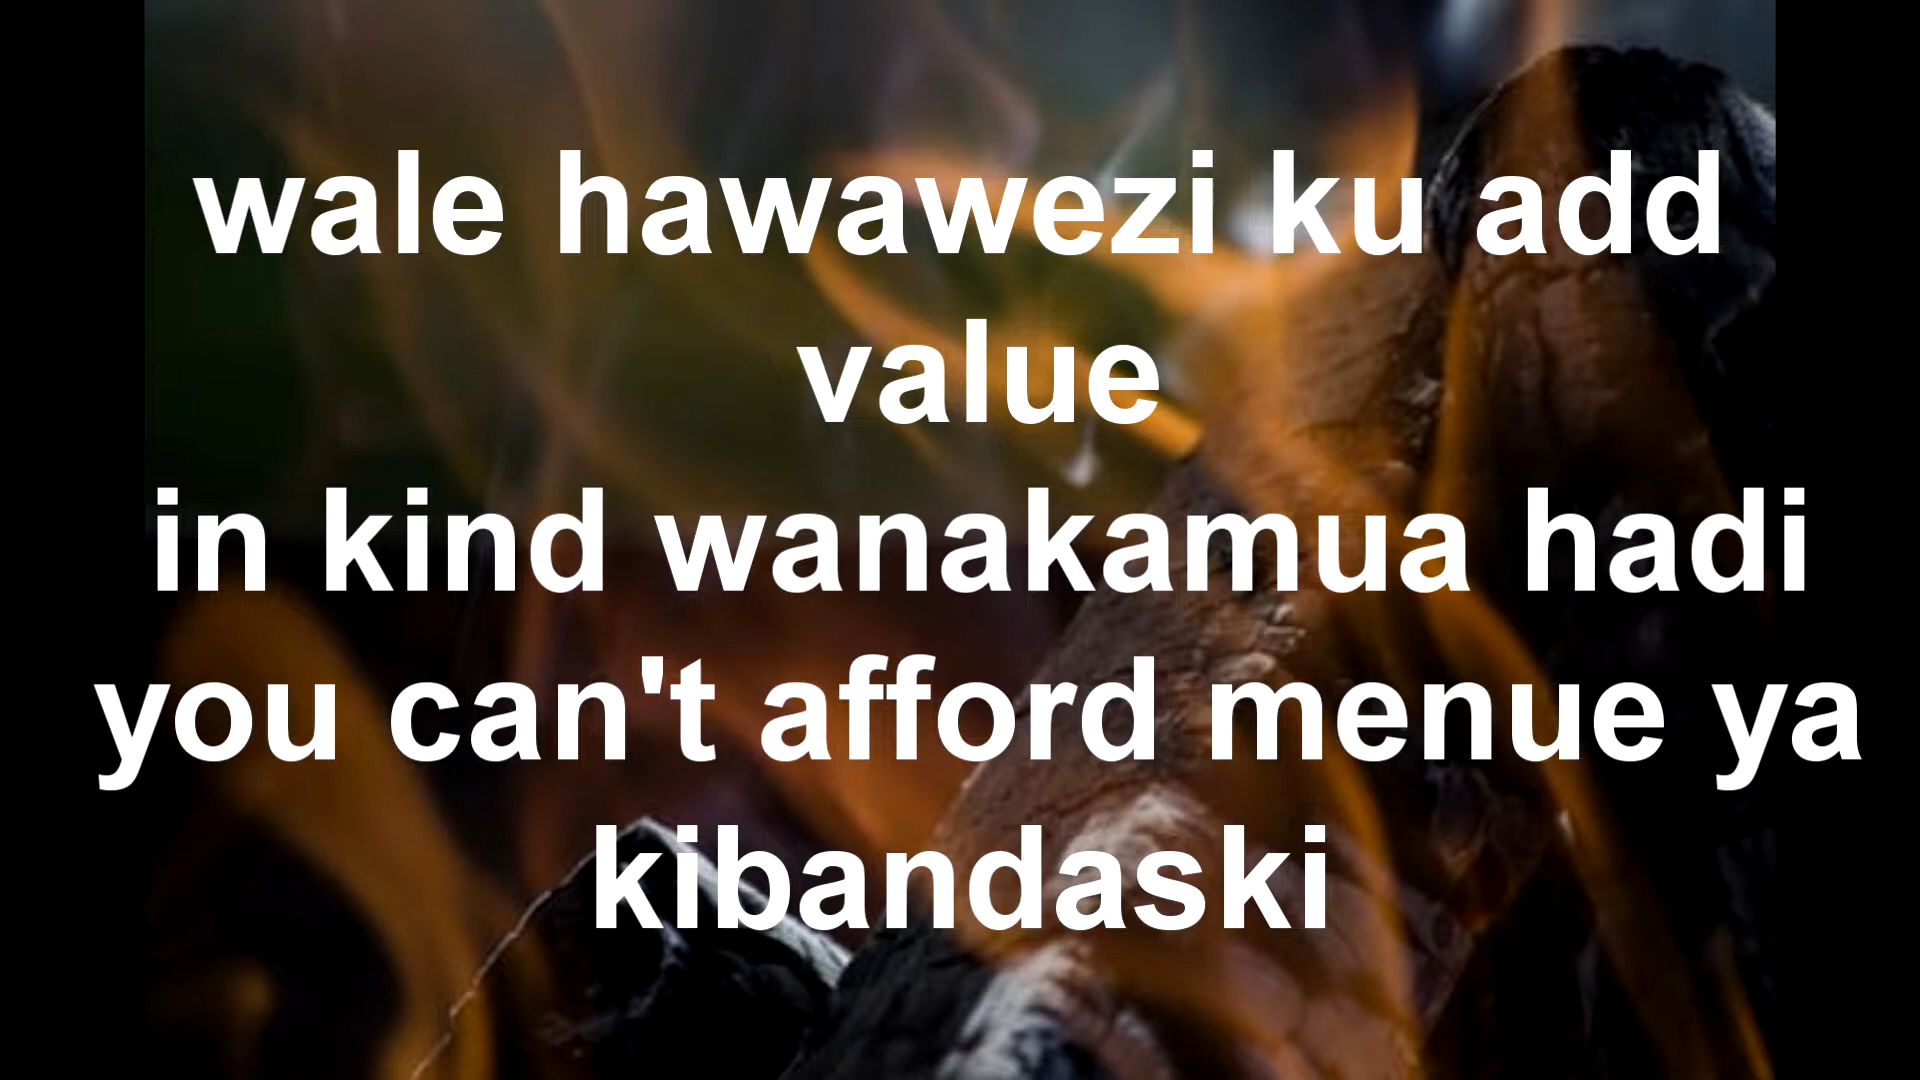 wale hawawezi ku add
value
in kind wanakamua hadi
you can't afford menue ya
kibandaski